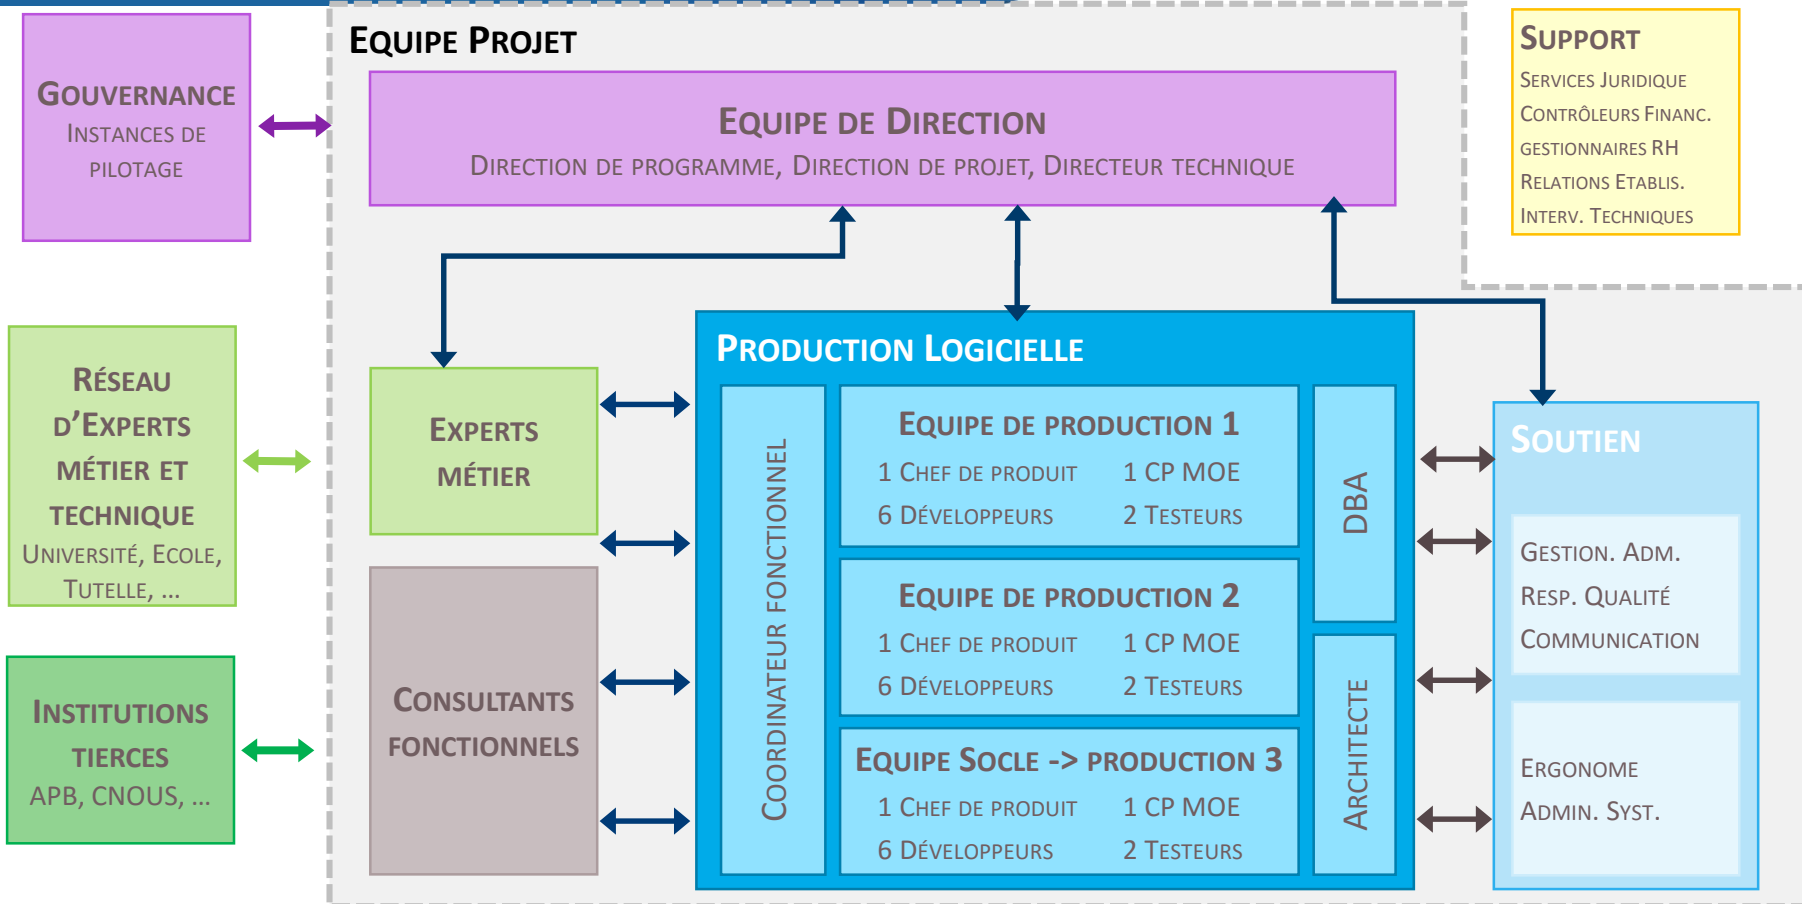 EQUIPE PROJET
GOUVERNANCE
INSTANCES DE
PILOTAGE
EQUIPE DE DIRECTION
DIRECTION DE PROGRAMME, DIRECTION DE PROJET, DIRECTEUR TECHNIQUE
SUPPORT
SERVICES JURIDIQUE
CONTRÔLEURS FINANC.
GESTIONNAIRES RH
RELATIONS ETABLIS.
INTERV. TECHNIQUES
RÉSEAU
D'EXPERTS
MÉTIER ET
TECHNIQUE
UNIVERSITÉ, ECOLE,
TUTELLE, ...
INSTITUTIONS
TIERCES
APB, CNOUS, ...
EXPERTS
MÉTIER
CONSULTANTS
FONCTIONNELS
PRODUCTION LOGICIELLE
COORDINATEUR FONCTIONNEL
EQUIPE DE PRODUCTION 1
1 CHEF DE PRODUIT 1 CP MOE
6 DÉVELOPPEURS 2 TESTEURS
EQUIPE DE PRODUCTION 2
1 CHEF DE PRODUIT 1 CP MOE
6 DÉVELOPPEURS 2 TESTEURS
EQUIPE SOCLE -> PRODUCTION 3
1 CHEF DE PRODUIT 1 CP MOE
6 DÉVELOPPEURS 2 TESTEURS
DBA
ARCHITECTE
SOUTIEN
GESTION. ADM.
RESP. QUALITÉ
COMMUNICATION
ERGONOME
ADMIN. SYST.